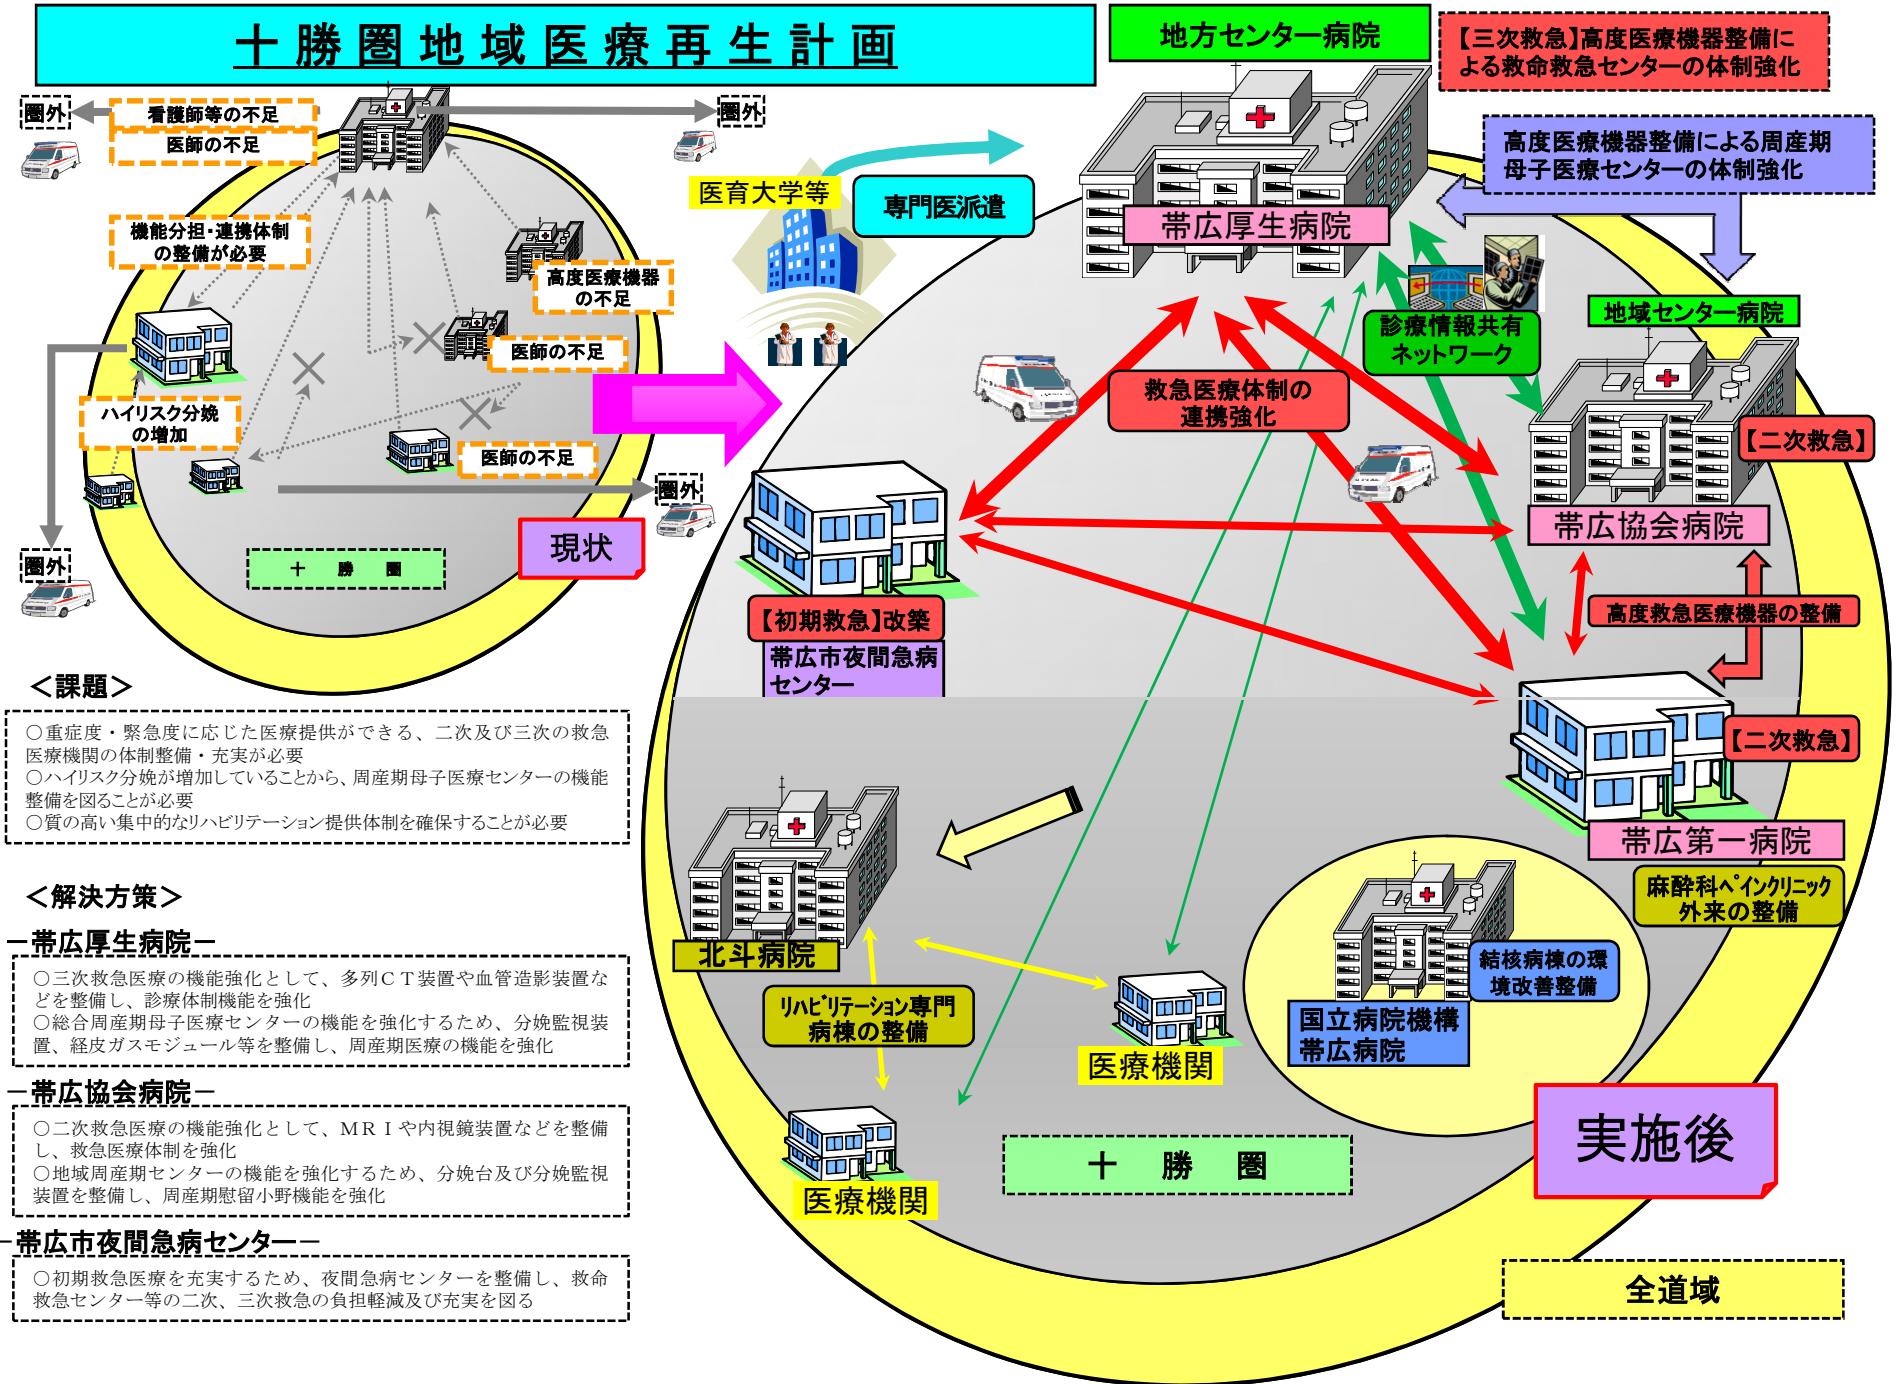 十勝圏地域医療再生計画
地方センター病院
【三次救急】高度医療機器整備に
よる救命救急センターの体制強化
圏外
看護師等の不足
医師の不足
圏外
高度医療機器整備による周産期
母子医療センターの体制強化
医育大学等
専門医派遣
帯広厚生病院
機能分担・連携体制
の整備が必要
高度医療機器
の不足
医師の不足
診療情報共有
ネットワーク
地域センター病院
救急医療体制の
連携強化
ハイリスク分娩
の増加
医師の不足
【二次救急】
圏外
現状
帯広協会病院
圏外
十 勝 圏
【初期救急】改築
帯広市夜間急病
センター
高度救急医療機器の整備
【二次救急】
帯広第一病院
麻酔科ペインクリニック
外来の整備
＜課題＞
○重症度・緊急度に応じた医療提供ができる、二次及び三次の救急
医療機関の体制整備・充実が必要
○ハイリスク分娩が増加していることから、周産期母子医療センターの機能
整備を図ることが必要
○質の高い集中的なリハビリテーション提供体制を確保することが必要
＜解決方策＞
－帯広厚生病院－
○三次救急医療の機能強化として、多列ＣＴ装置や血管造影装置な
どを整備し、診療体制機能を強化
○総合周産期母子医療センターの機能を強化するため、分娩監視装
置、経皮ガスモジュール等を整備し、周産期医療の機能を強化
－帯広協会病院－
○二次救急医療の機能強化として、ＭＲＩや内視鏡装置などを整備
し、救急医療体制を強化
○地域周産期センターの機能を強化するため、分娩台及び分娩監視
装置を整備し、周産期慰留小野機能を強化
－帯広市夜間急病センター－
○初期救急医療を充実するため、夜間急病センターを整備し、救命
救急センター等の二次、三次救急の負担軽減及び充実を図る
北斗病院
リハビリテーション専門
病棟の整備
医療機関
医療機関
結核病棟の環
境改善整備
国立病院機構
帯広病院
十 勝 圏
実施後
全道域